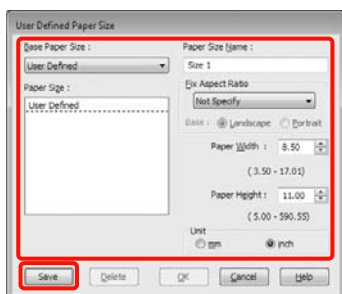 User Defined Paper Size
Base Paper Size :
User Defined
Paper Size :
User Defined
Paper Size Name :
Size 1
Fix Aspect Ratio
Not Specify
Base : Landscape Portrait
Paper Width : 8.50
(3.50 - 17.01)
Paper Height : 11.00
(5.00 - 590.55)
Unit
mm inch
Save Delete OK Cancel Help